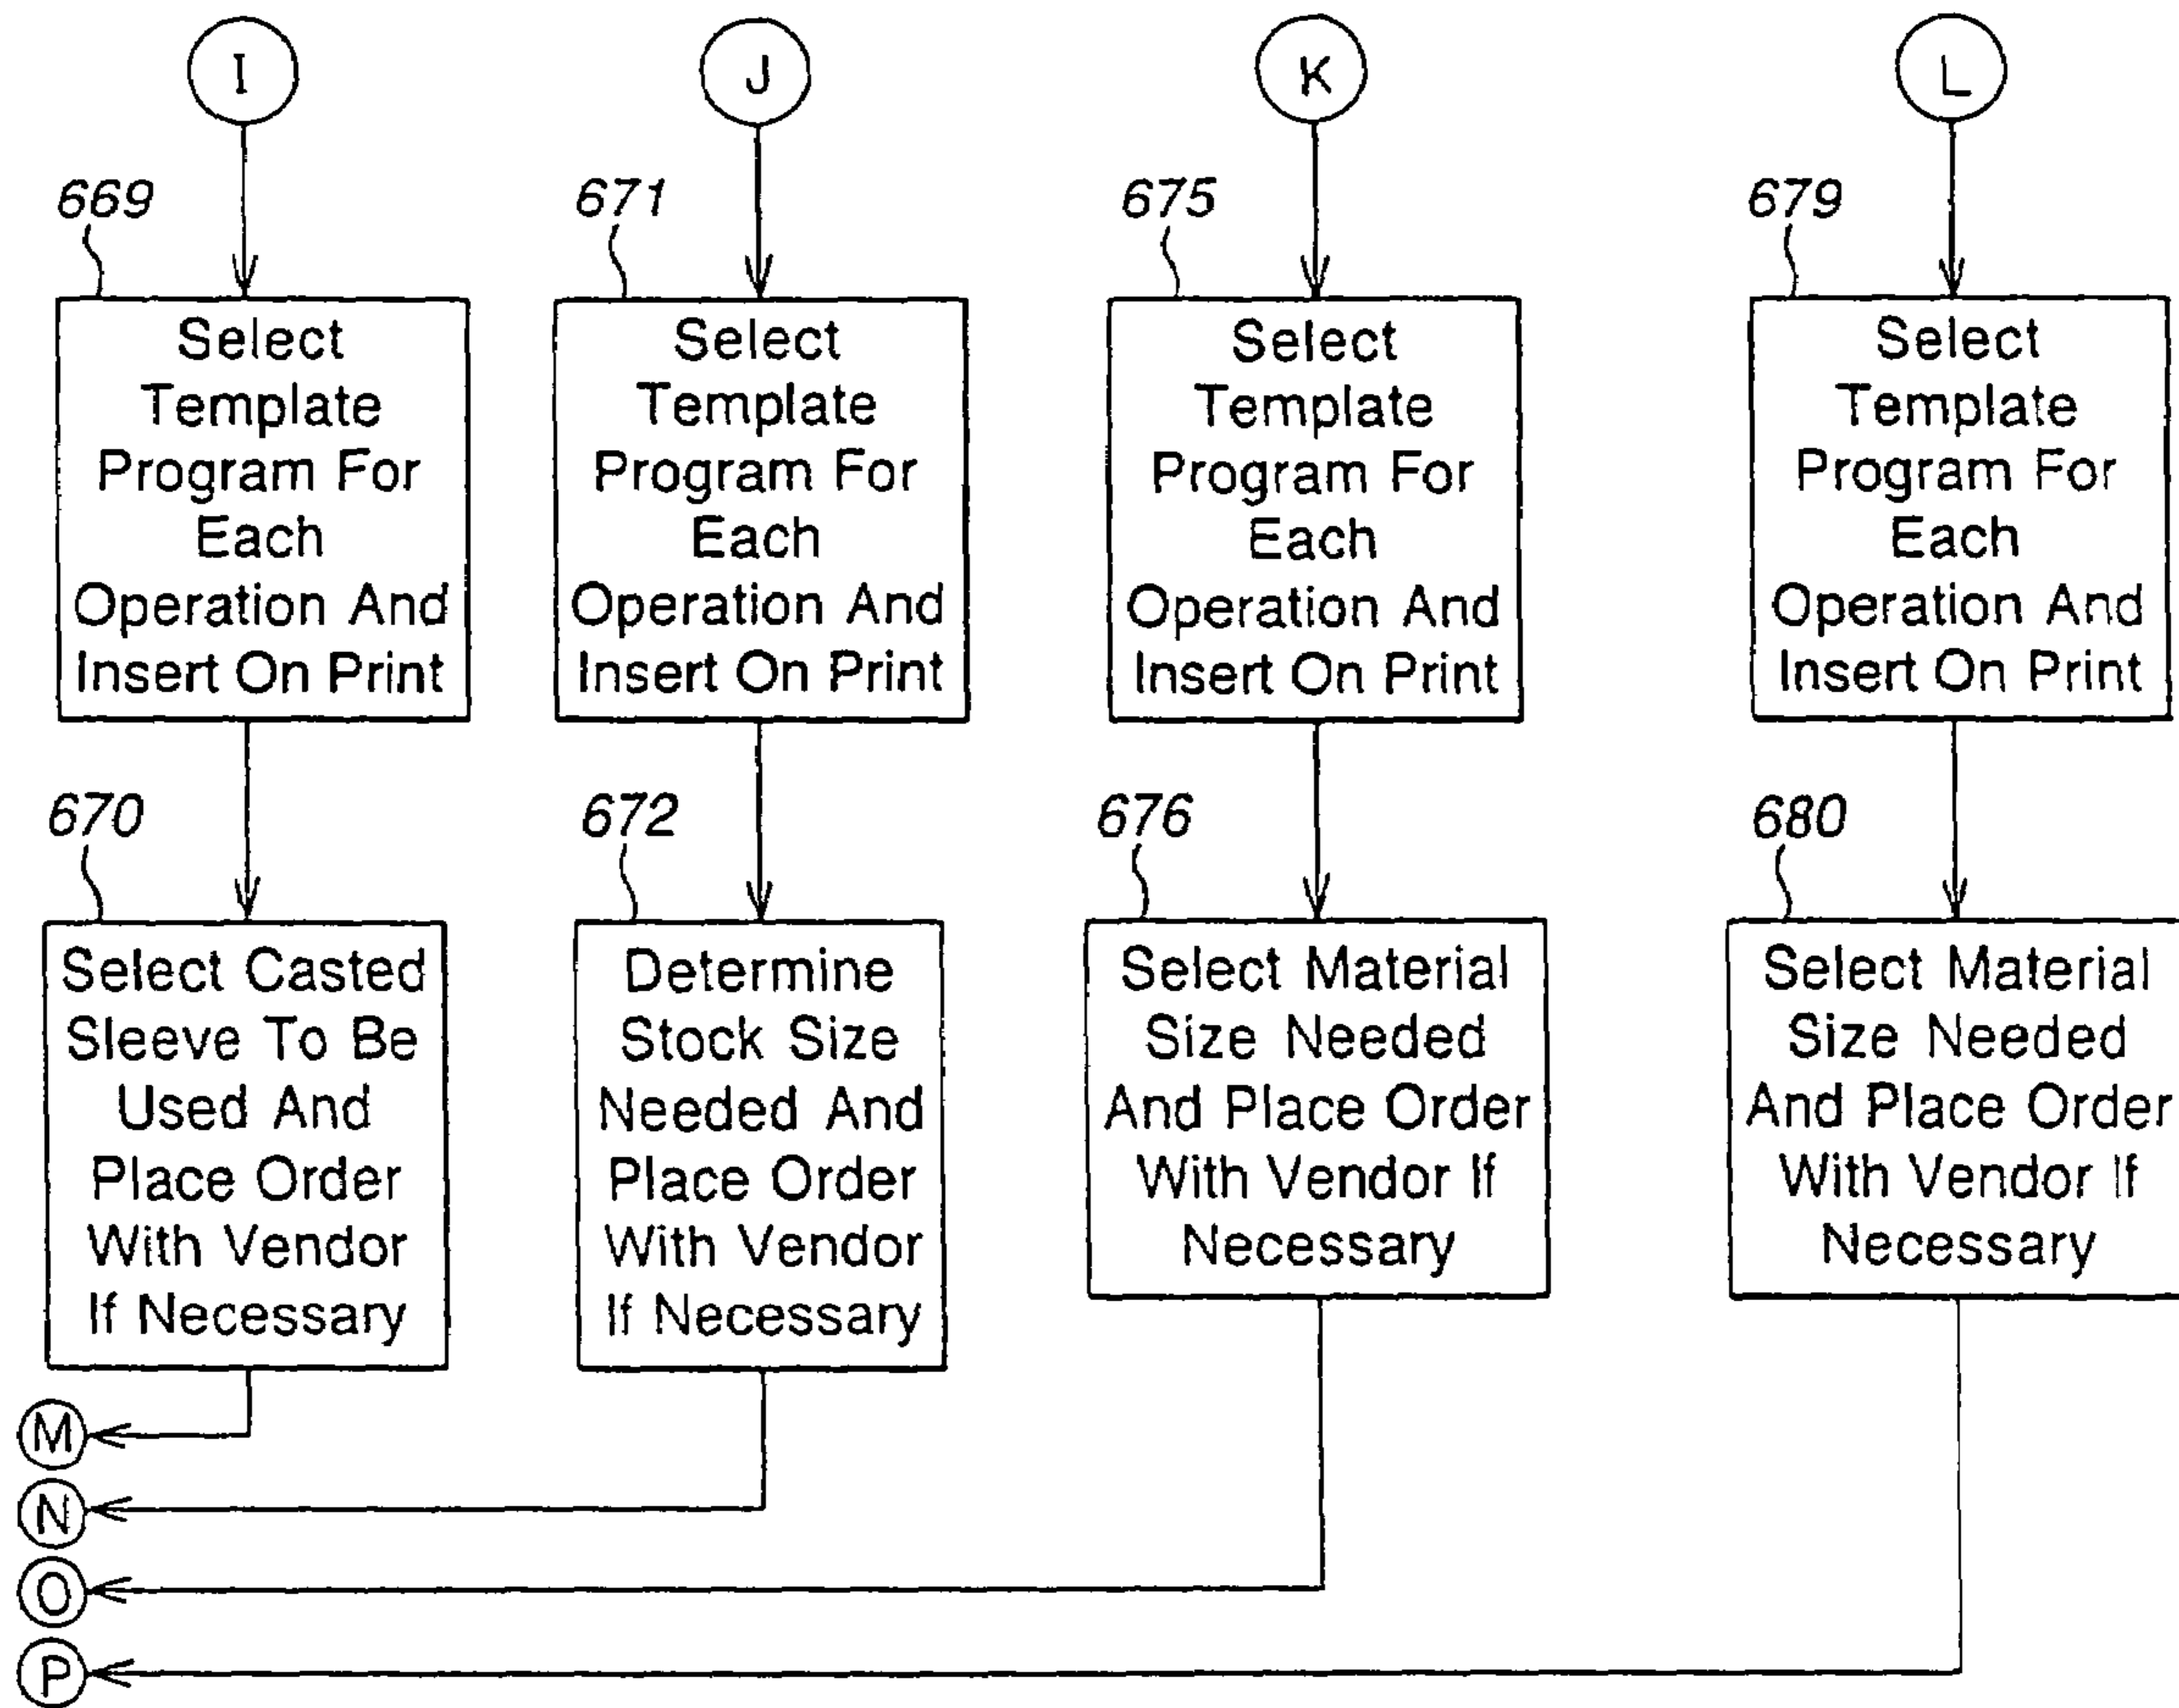 I
J
K
L
669
671
675
679
Select
Template
Program For
Each
Operation And
Insert On Print
Select
Template
Program For
Each
Operation And
Insert On Print
Select
Template
Program For
Each
Operation And
Insert On Print
Select
Template
Program For
Each
Operation And
Insert On Print
670
672
676
680
Select Casted
Sleeve To Be
Used And
Place Order
With Vendor
If Necessary
Determine
Stock Size
Needed And
Place Order
With Vendor
If Necessary
Select Material
Size Needed
And Place Order
With Vendor If
Necessary
Select Material
Size Needed
And Place Order
With Vendor If
Necessary
M
N
O
P